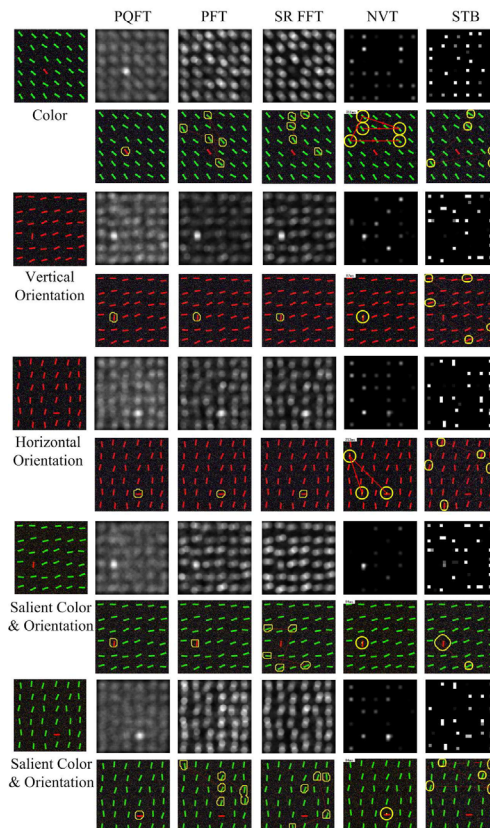 PQFT PFT SR FFT NVT STB
Color
Vertical
Orientation
Horizontal
Orientation
Salient Color
& Orientation
Salient Color
& Orientation